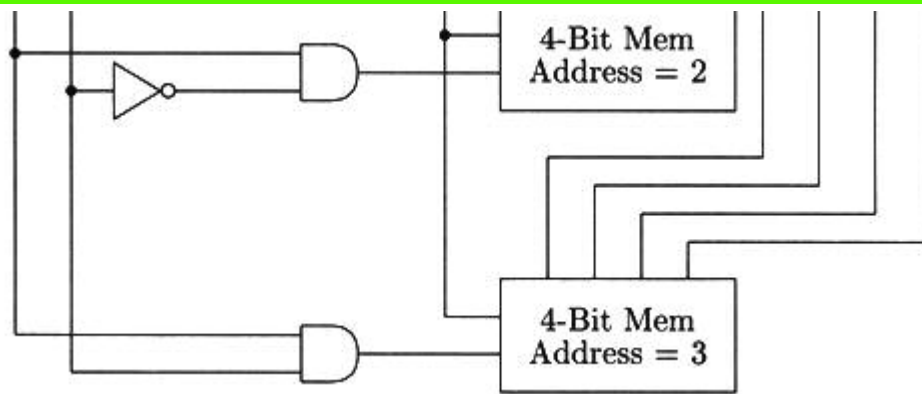 4-Bit Mem
Address = 2
4-Bit Mem
Address = 3